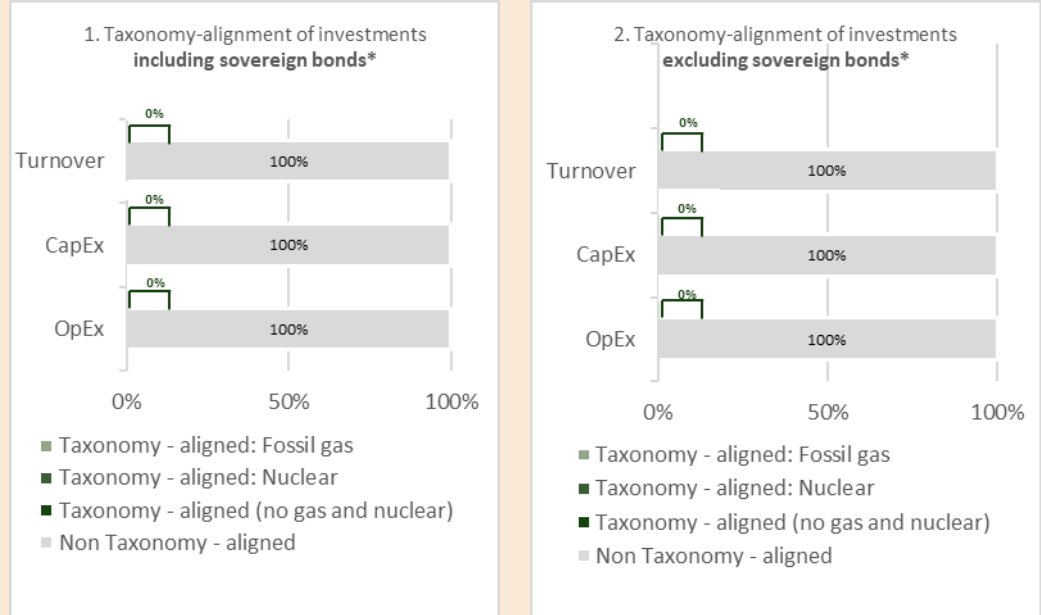 1. Taxonomy-alignment of investments
including sovereign bonds*
0%
Turnover
100%
0%
CapEx
100%
0%
OpEx
100%
0%
50%
100%
Taxonomy - aligned: Fossil gas
Taxonomy - aligned: Nuclear
Taxonomy - aligned (no gas and nuclear)
Non Taxonomy - aligned
2. Taxonomy-alignment of investments
excluding sovereign bonds*
0%
Turnover
100%
0%
CapEx
100%
0%
OpEx
100%
0%
50%
100%
Taxonomy - aligned: Fossil gas
Taxonomy - aligned: Nuclear
Taxonomy - aligned (no gas and nuclear)
Non Taxonomy - aligned